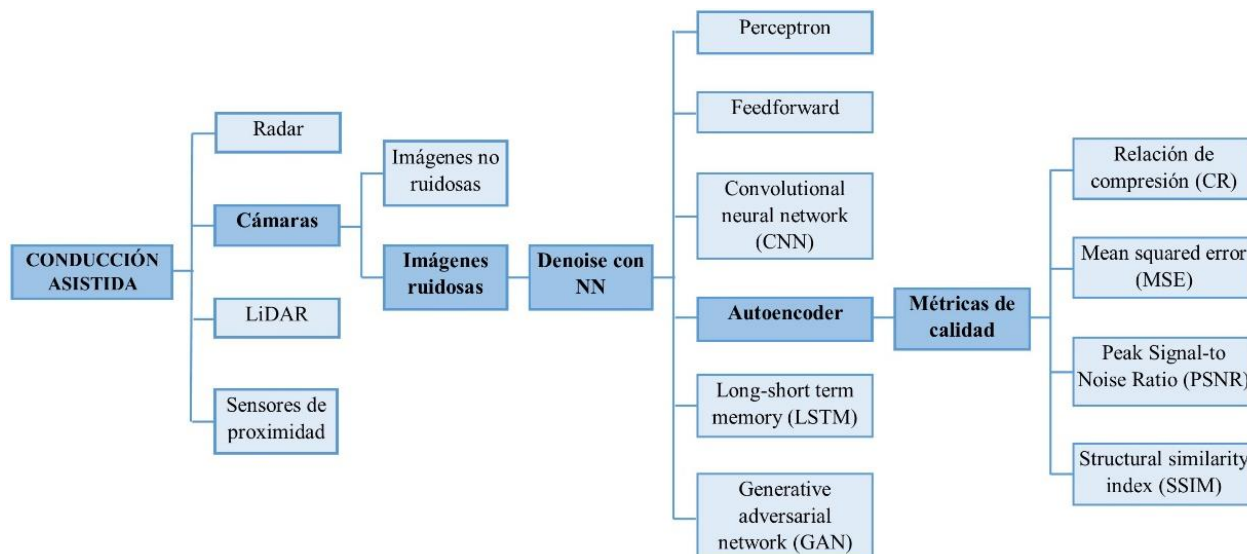 CONDUCCIÓN
ASISTIDA
Radar
Cámaras
LiDAR
Sensores de
proximidad
Imágenes no
ruidosas
Imágenes
ruidosas
Denoise con
NN
Perceptron
Feedforward
Convolutional
neural network
(CNN)
Autoencoder
Long-short term
memory (LSTM)
Generative
adversarial
network (GAN)
Métricas de
calidad
Relación de
compresión (CR)
Mean squared error
(MSE)
Peak Signal-to
Noise Ratio (PSNR)
Structural similarity
index (SSIM)